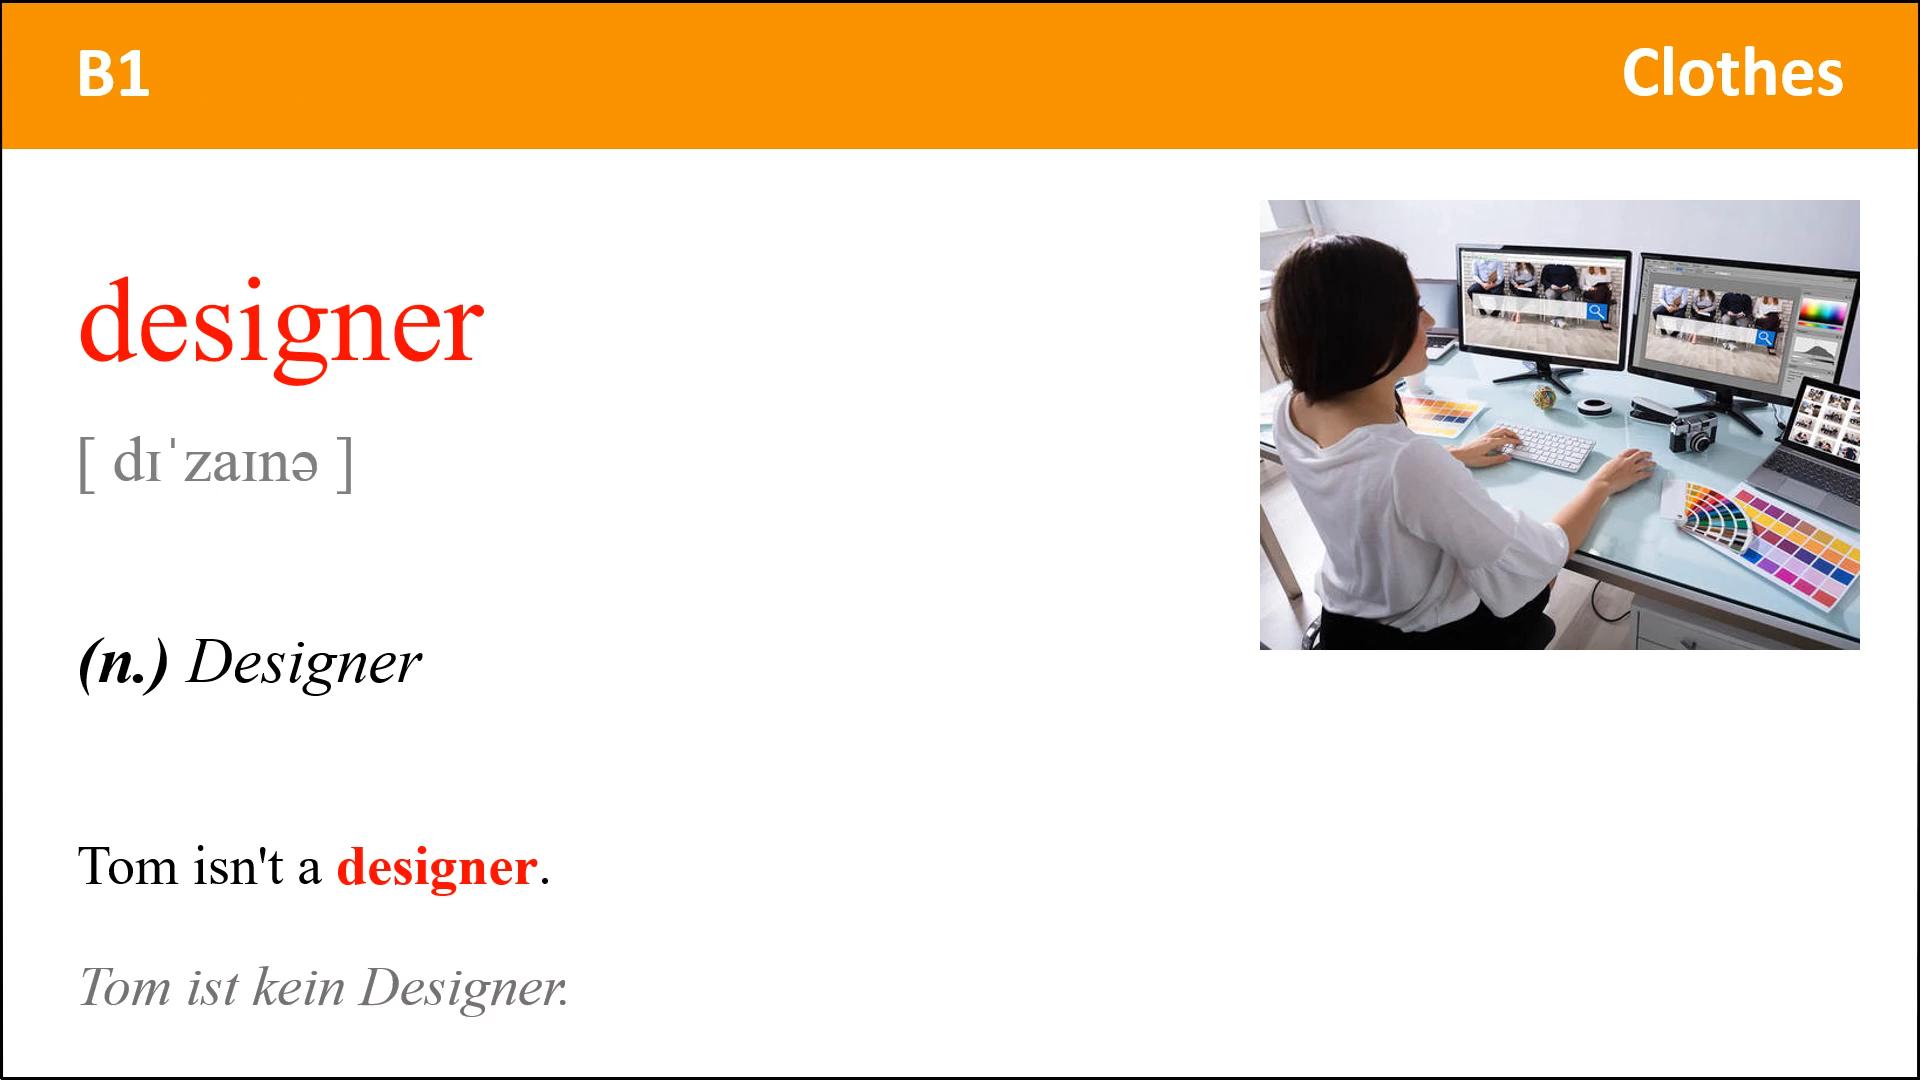 B1
Clothes
designer
[ dɪˈzaɪnə ]
(n.) Designer
Tom isn't a designer.
Tom ist kein Designer.